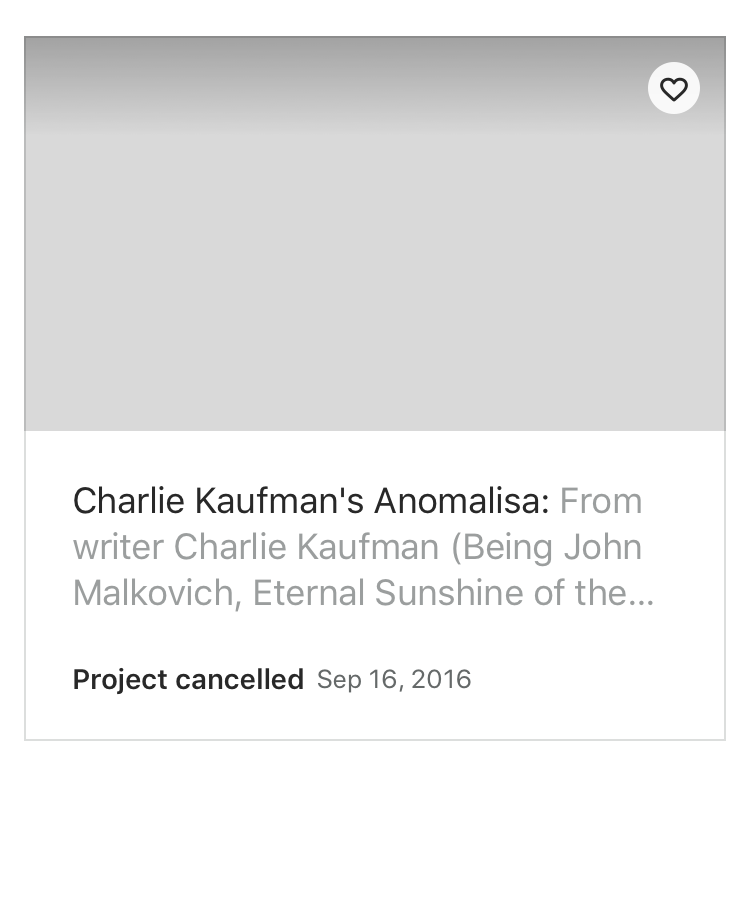 Charlie Kaufman's Anomalisa: From
writer Charlie Kaufman (Being John
Malkovich, Eternal Sunshine of the...
Project cancelled Sep 16, 2016